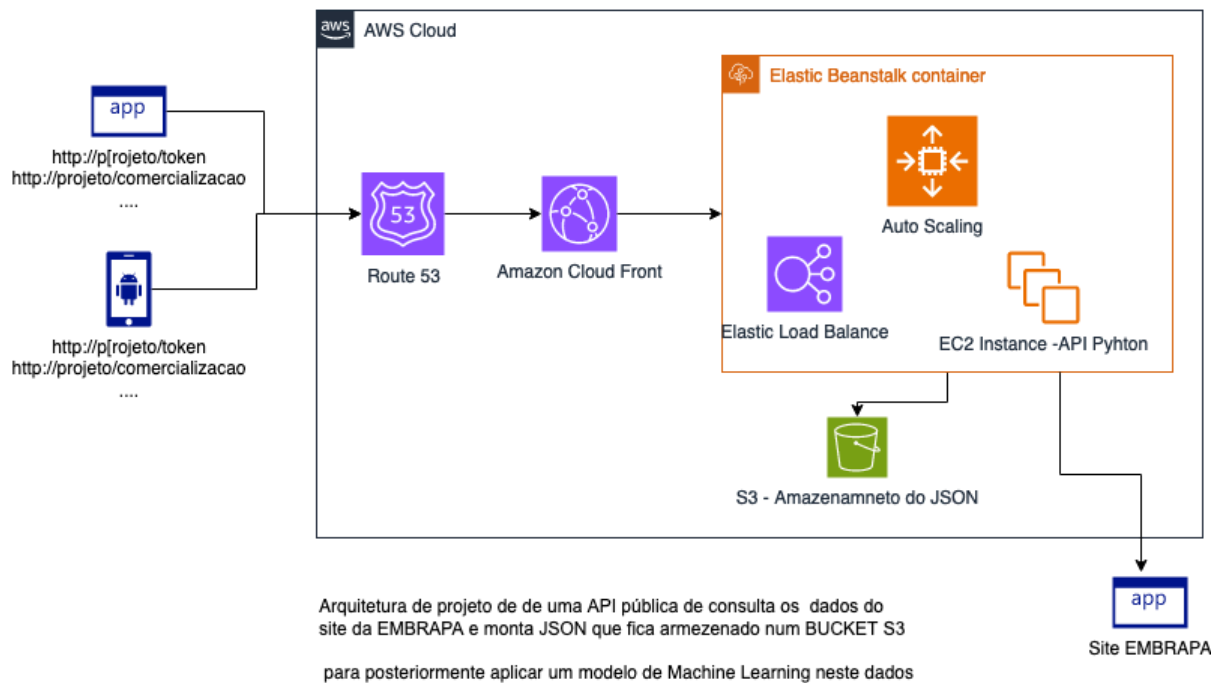 aws
AWS Cloud
Elastic Beanstalk container
app
http://p[rojeto/token
http://projeto/comercializacao
....
Auto Scaling
53
Route 53
Amazon Cloud Front
Elastic Load Balance
EC2 Instance -API Pyhton
http://p[rojeto/token
http://projeto/comercializacao
....
S3 - Amazenamneto do JSON
app
Site EMBRAPA
Arquitetura de projeto de de uma API pública de consulta os dados do
site da EMBRAPA e monta JSON que fica armezenado num BUCKET S3
para posteriormente aplicar um modelo de Machine Learning neste dados